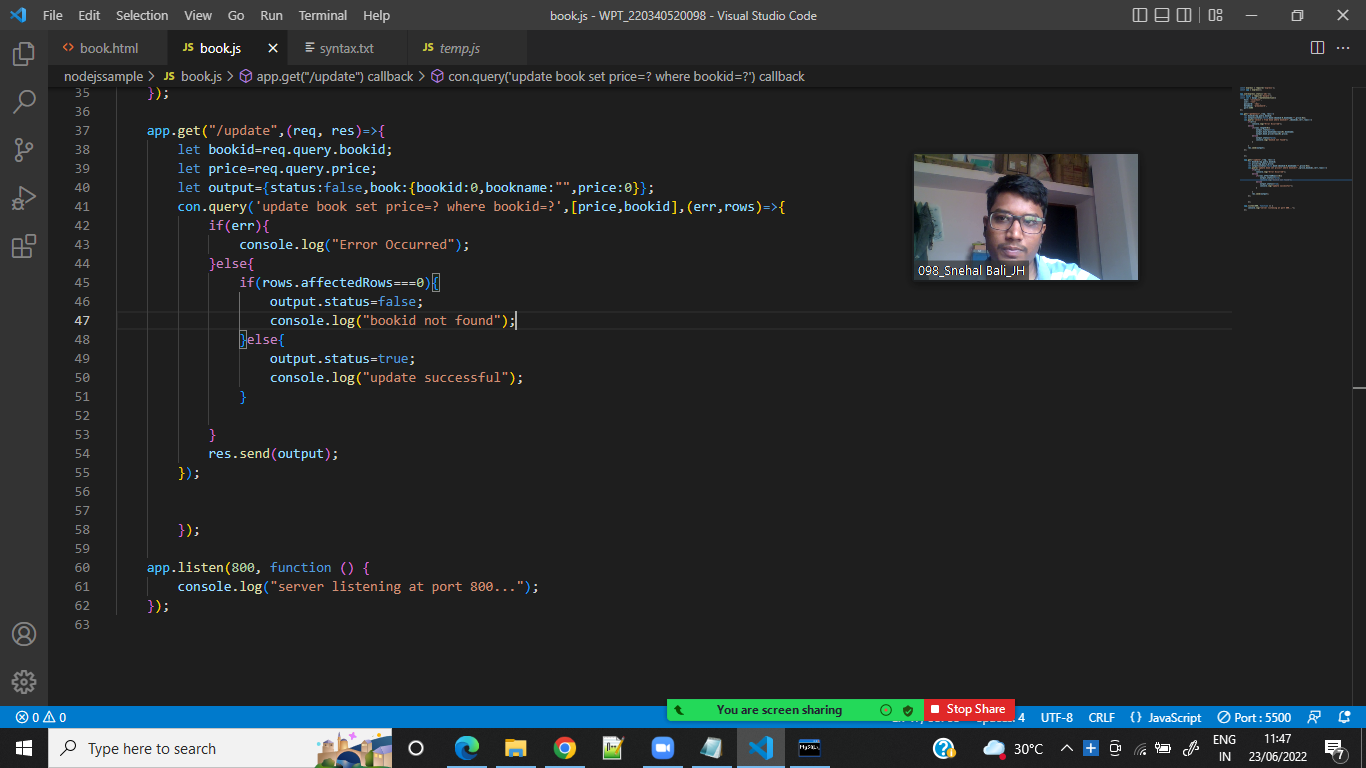 File Edit Selection View Go Run Terminal Help book.js - WPT_220340520098 - Visual Studio Code
<> book.html JS book.js syntax.txt JS temp.js
nodejssample > JS book.js > app.get("/update") callback > con.query('update book set price=? where bookid=?') callback
35 });
36
37 app.get("/update",(req, res)=>{
38 let bookid=req.query.bookid;
39 let price=req.query.price;
40 let output={status:false,book:{bookid:0,bookname:"",price:0}};
41 con.query('update book set price=? where bookid=?',[price,bookid],(err,rows)=>{
42 if(err){
43 console.log("Error Occurred");
44 }else{
45 if(rows.affectedRows===0){
46 output.status=false;
47 console.log("bookid not found");
48 }else{
49 output.status=true;
50 console.log("update successful");
51 }
52
53 }
54 res.send(output);
55 });
56
57
58 });
59
60 app.listen(800, function () {
61 console.log("server listening at port 800...");
62 });
63
098_Snehal Bali_JH
You are screen sharing Stop Share
0 0 4 UTF-8 CRLF {} JavaScript Port : 5500
Type here to search 30°C ENG 11:47
IN 23/06/2022 7